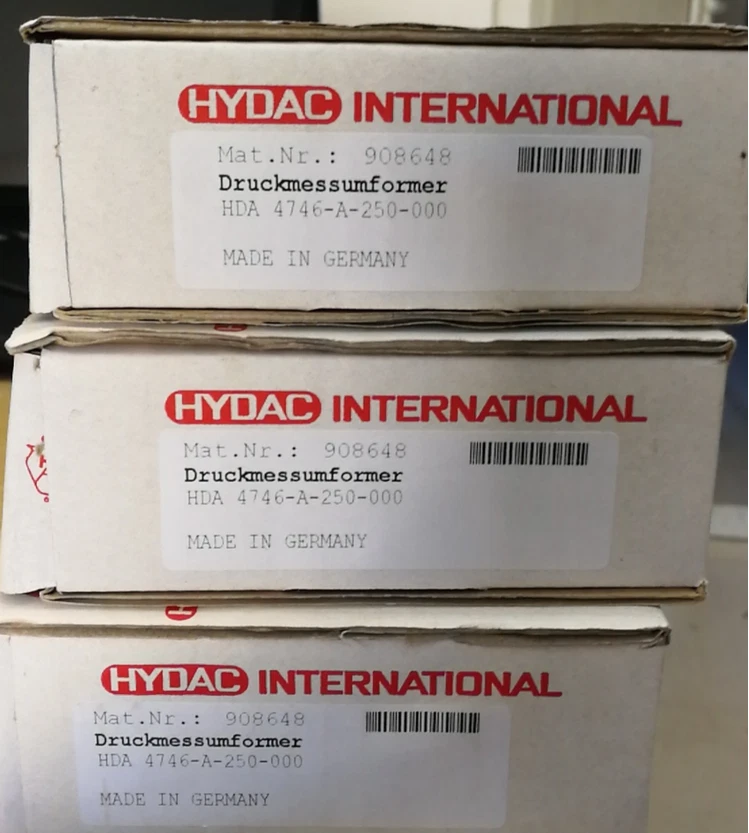 HYDAC INTERNATIONAL
Mat.Nr.: 908648
Druckmessumformer
HDA 4746-A-250-000
MADE IN GERMANY
HYDAC INTERNATIONAL
Mat.Nr.: 908648
Druckmessumformer
HDA 4746-A-250-000
MADE IN GERMANY
HYDAC INTERNATIONAL
Mat.Nr.: 908648
Druckmessumformer
HDA 4746-A-250-000
MADE IN GERMANY